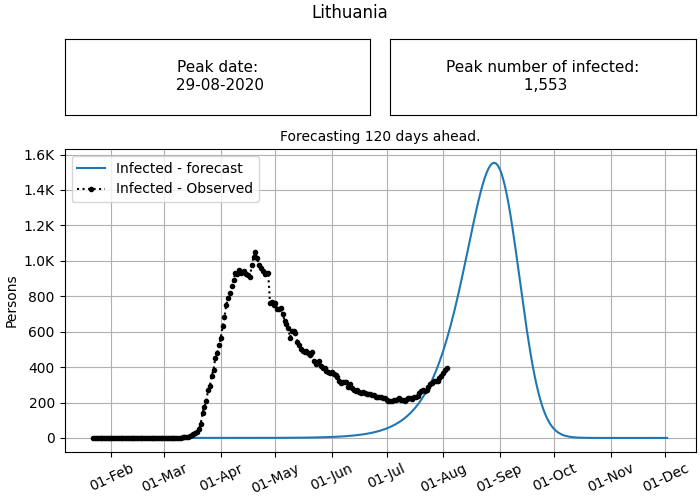 Lithuania
Peak date:
29-08-2020
Peak number of infected:
1,553
Forecasting 120 days ahead.
Infected - forecast
Infected - Observed
Persons
1.6K
1.4K
1.2K
1.0K
800
600
400
200
0
01-Feb
01-Mar
01-Apr
01-May
01-Jun
01-Jul
01-Aug
01-Sep
01-Oct
01-Nov
01-Dec